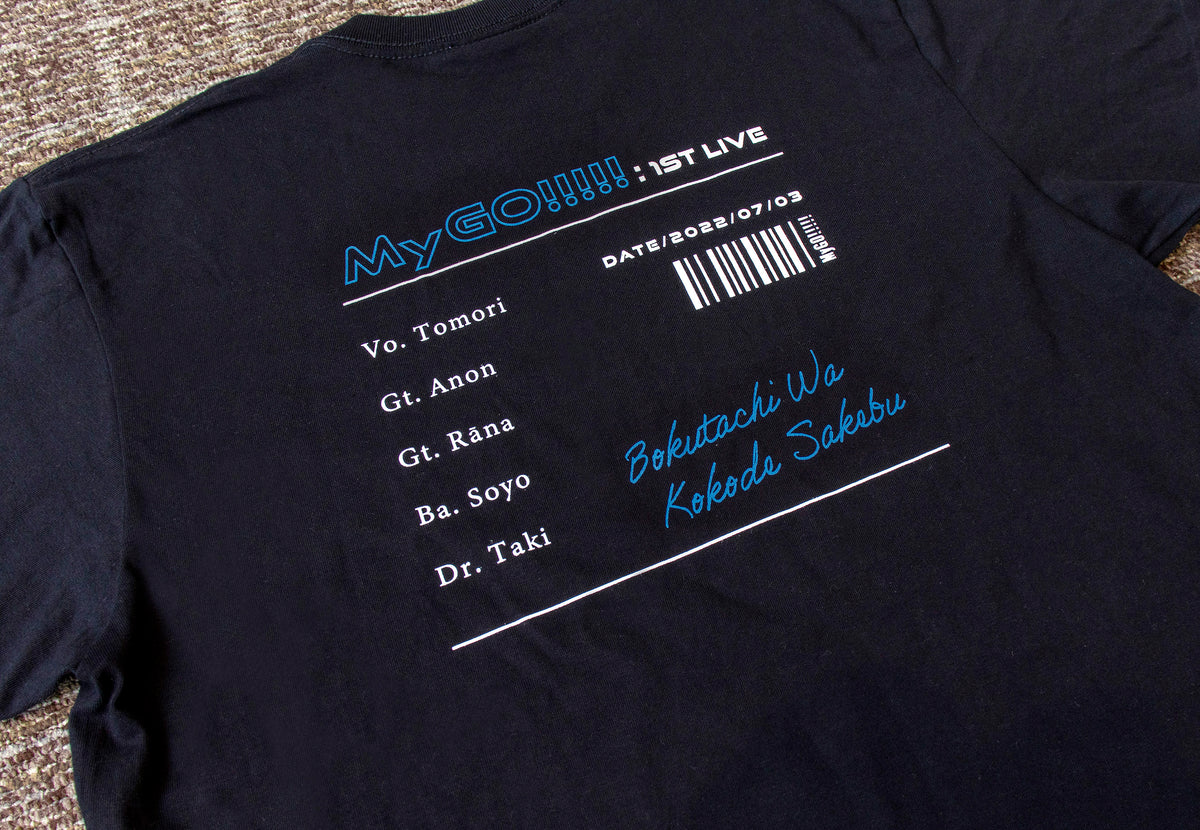 MyGO!!!!! : 1ST LIVE
DATE/2022/07/03
MyGO!!!!!
Vo. Tomori
Gt. Anon
Gt. Rāna
Ba. Soyo
Dr. Taki
Bokutachi Wa
Kokode Sakebu